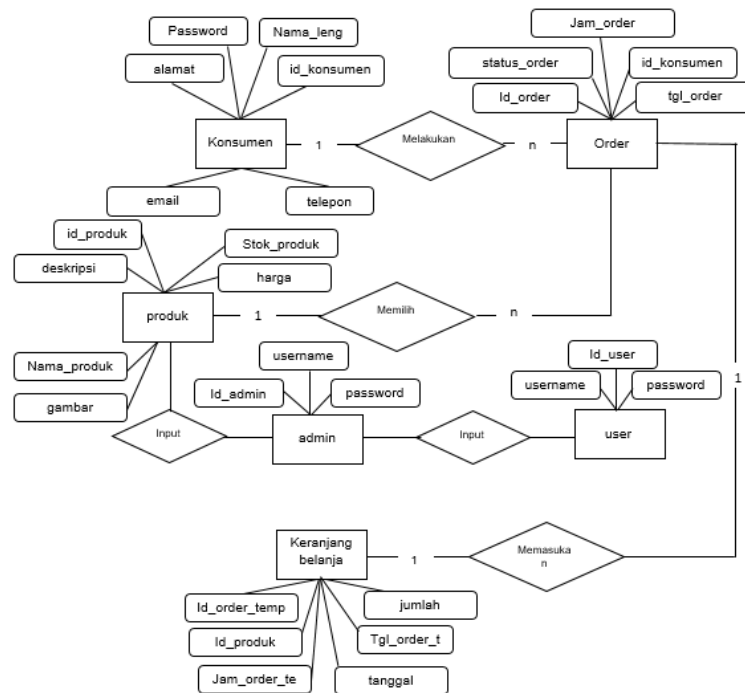 Jam_order
Password
Nama_leng
status_order
id_konsumen
alamat
id_konsumen
Id_order
tgl_order
Konsumen
1
Melakukan
n
Order
email
telepon
id_produk
Stok_produk
deskripsi
harga
produk
1
Memilih
n
Nama_produk
gambar
username
Id_admin
password
Id_user
username
password
1
Input
admin
Input
user
Keranjang
belanja
1
Memasuka
n
Id_order_temp
jumlah
Id_produk
Tgl_order_t
Jam_order_te
tanggal